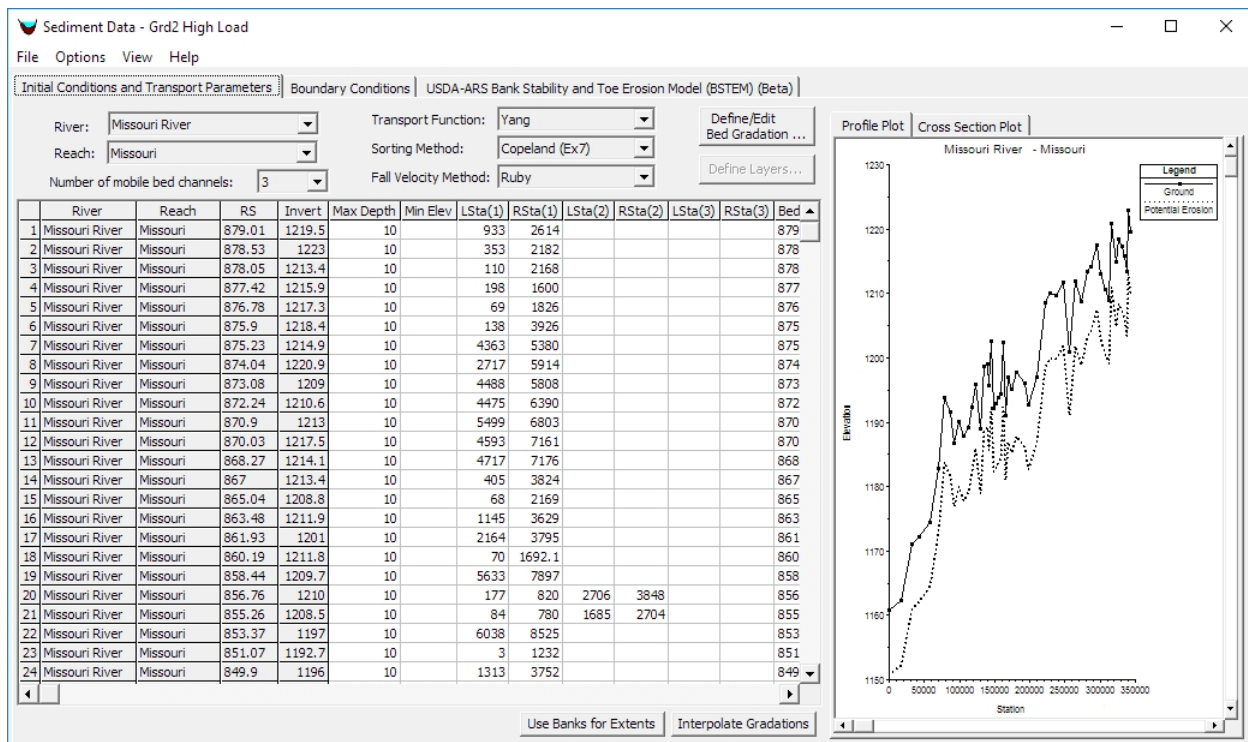 Sediment Data - Grd2 High Load
File Options View Help
Initial Conditions and Transport Parameters Boundary Conditions USDA-ARS Bank Stability and Toe Erosion Model (BSTEM) (Beta)
River: Missouri River Transport Function: Yang Define/Edit Bed Gradation ...
Reach: Missouri Sorting Method: Copeland (Ex7) Define Layers...
Number of mobile bed channels: 3 Fall Velocity Method: Ruby
River Reach RS Invert Max Depth Min Elev LSta(1) RSta(1) LSta(2) RSta(2) LSta(3) RSta(3) Bed
1 Missouri River Missouri 879.01 1219.5 10 933 2614 879
2 Missouri River Missouri 878.53 1223 10 353 2182 878
3 Missouri River Missouri 878.05 1213.4 10 110 2168 878
4 Missouri River Missouri 877.42 1215.9 10 198 1600 877
5 Missouri River Missouri 876.78 1217.3 10 69 1826 876
6 Missouri River Missouri 875.9 1218.4 10 138 3926 875
7 Missouri River Missouri 875.23 1214.9 10 4363 5380 875
8 Missouri River Missouri 874.04 1220.9 10 2717 5914 874
9 Missouri River Missouri 873.08 1209 10 4488 5808 873
10 Missouri River Missouri 872.24 1210.6 10 4475 6390 872
11 Missouri River Missouri 870.9 1213 10 5499 6803 870
12 Missouri River Missouri 870.03 1217.5 10 4593 7161 870
13 Missouri River Missouri 868.27 1214.1 10 4717 7176 868
14 Missouri River Missouri 867 1213.4 10 405 3824 867
15 Missouri River Missouri 865.04 1208.8 10 68 2169 865
16 Missouri River Missouri 863.48 1211.9 10 1145 3629 863
17 Missouri River Missouri 861.93 1201 10 2164 3795 861
18 Missouri River Missouri 860.19 1211.8 10 70 1692.1 860
19 Missouri River Missouri 858.44 1209.7 10 5633 7897 858
20 Missouri River Missouri 856.76 1210 10 177 820 2706 3848 856
21 Missouri River Missouri 855.26 1208.5 10 84 780 1685 2704 855
22 Missouri River Missouri 853.37 1197 10 6038 8525 853
23 Missouri River Missouri 851.07 1192.7 10 3 1232 851
24 Missouri River Missouri 849.9 1196 10 1313 3752 849
Use Banks for Extents Interpolate Gradations
Profile Plot Cross Section Plot
Missouri River - Missouri
Legend
Ground
Potential Erosion
1230
1220
1210
1200
1190
1180
1170
1160
1150
Elevation
0 50000 100000 150000 200000 250000 300000 350000
Station